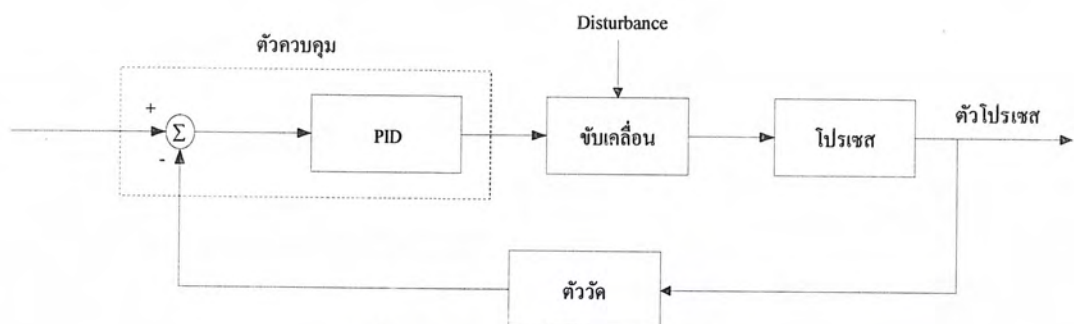 Disturbance
ตัวควบคุม
+
Σ
-
PID
ขับเคลื่อน
โปรเซส
ตัวโปรเซส
ตัววัด